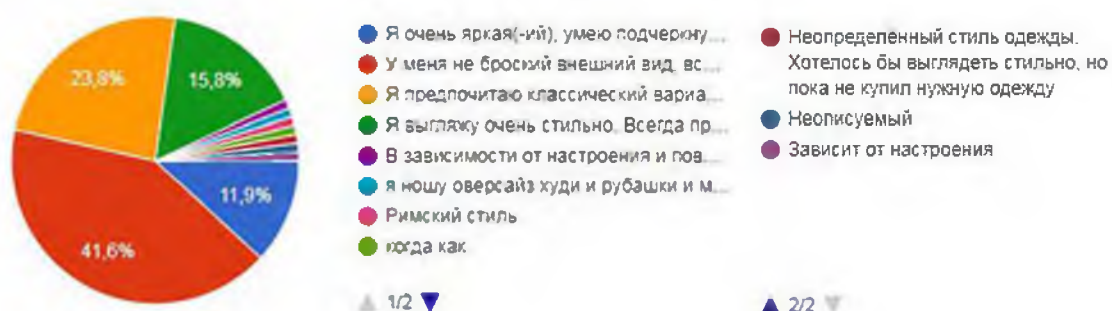 23,8%
15,8%
11,9%
41,6%
Я очень яркая(-ий), умею подчеркну...
У меня не броский внешний вид, вс...
Я предпочитаю классический вариа...
Я выгляжу очень стильно. Всегда пр...
В зависимости от настроения и пов...
я ношу оверсайз худи и рубашки и м...
Римский стиль
когда как
1/2
Неопределенный стиль одежды.
Хотелось бы выглядеть стильно, но
пока не купил нужную одежду
Неописуемый
Зависит от настроения
2/2